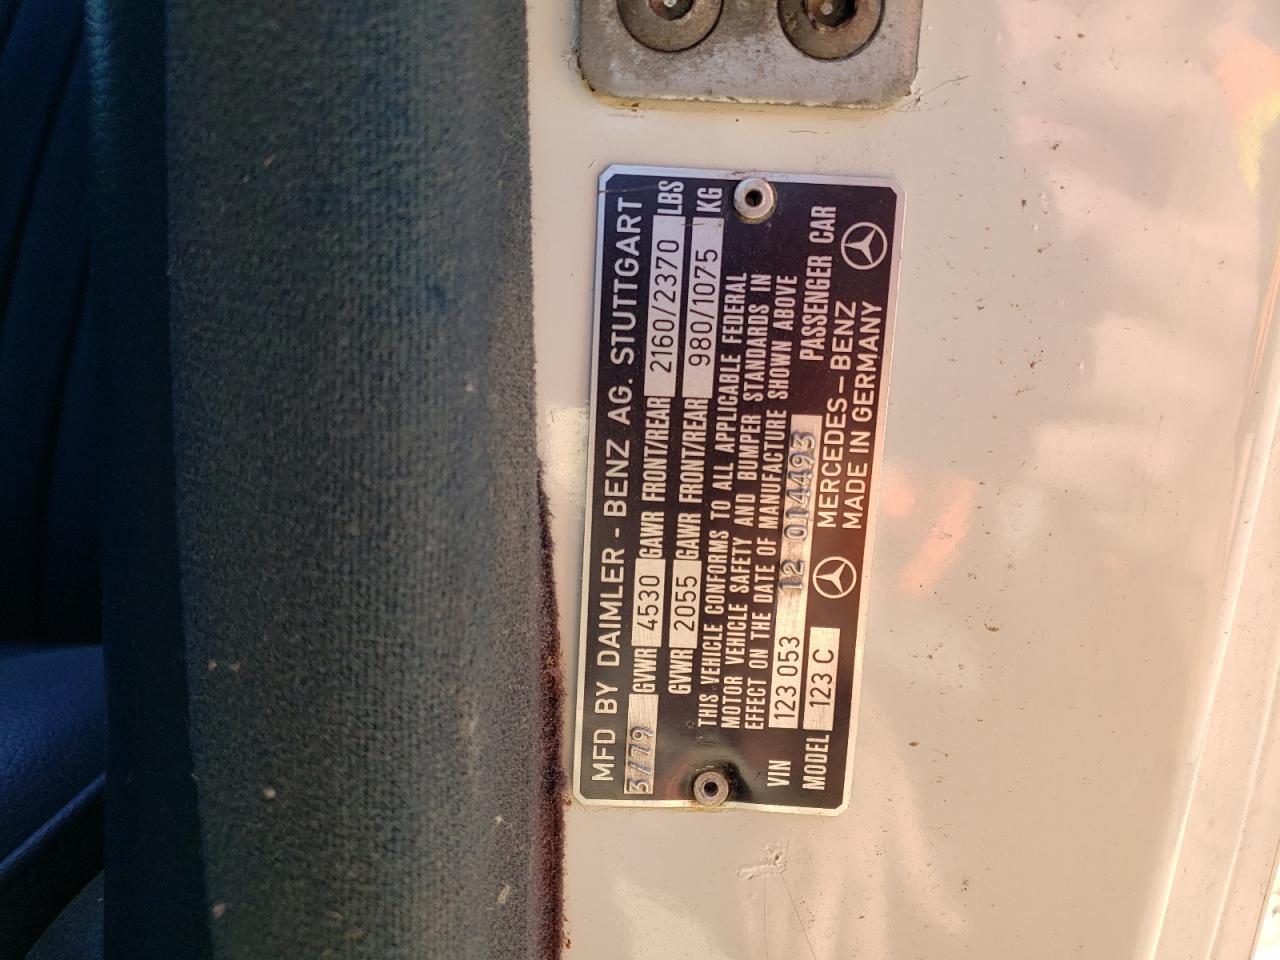 MFD BY DAIMLER-BENZ AG. STUTTGART
3/79 GVWR 4530 GAWR FRONT/REAR 2160/2370 LBS
GVWR 2055 GAWR FRONT/REAR 980/1075 KG
THIS VEHICLE CONFORMS TO ALL APPLICABLE FEDERAL
MOTOR VEHICLE SAFETY AND BUMPER STANDARDS IN
EFFECT ON THE DATE OF MANUFACTURE SHOWN ABOVE
VIN 123 053 12 014493 PASSENGER CAR
MODEL 123 C MERCEDES-BENZ
MADE IN GERMANY